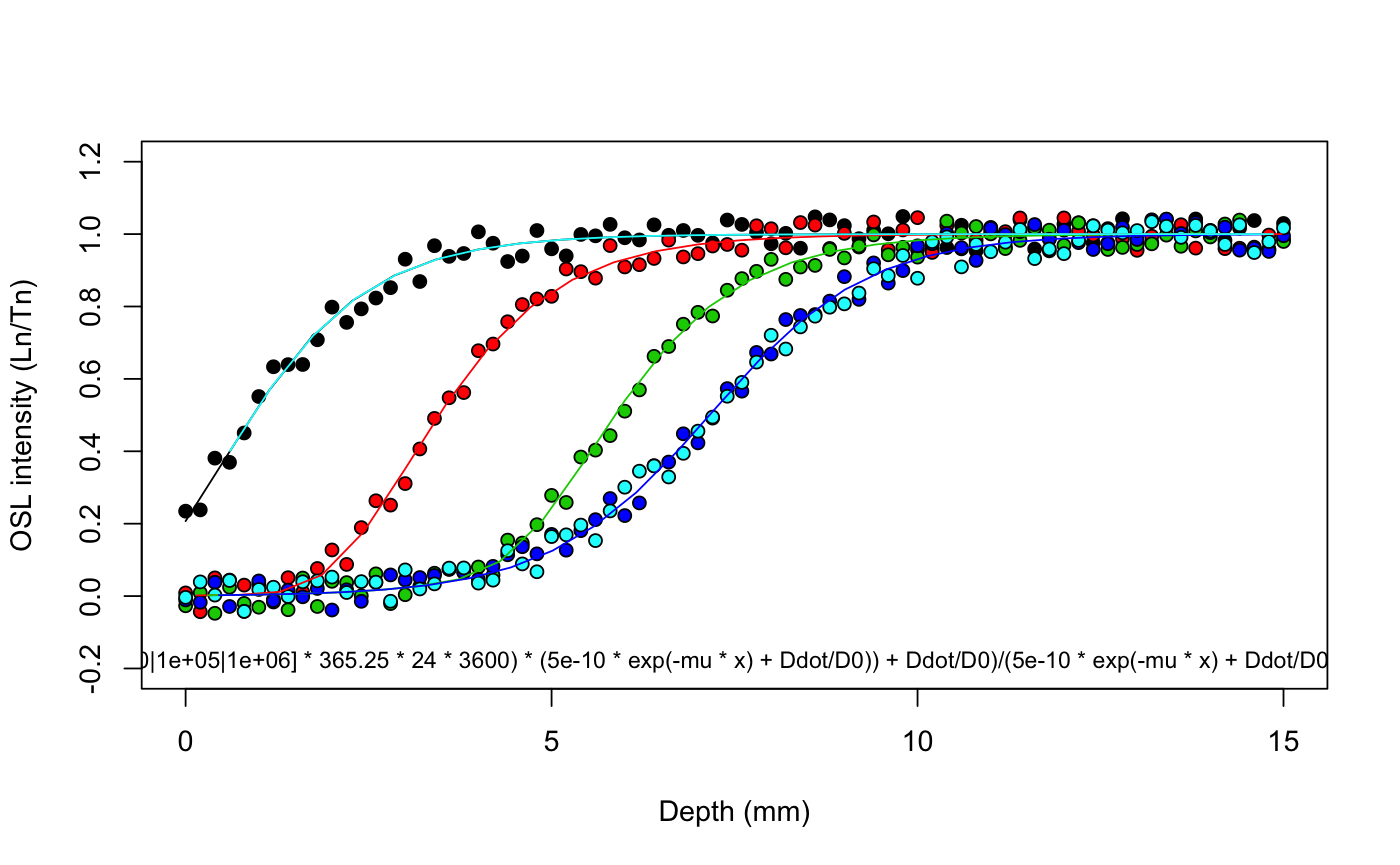 1.2
1.0
0.8
0.6
0.4
0.2
0.0
-0.2
OSL intensity (Ln/Tn)
0|1e+05|1e+06] * 365.25 * 24 * 3600) * (5e-10 * exp(-mu * x) + Ddot/D0)) + Ddot/D0)/(5e-10 * exp(-mu * x) + Ddot/D0
0 5 10 15
Depth (mm)